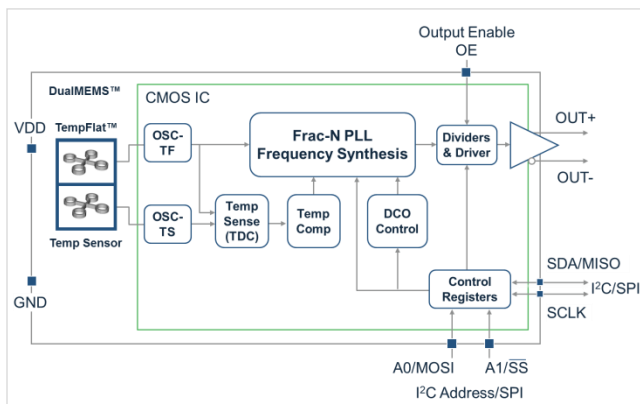 Output Enable
OE
DualMEMS™
CMOS IC
VDD
TempFlat™
OSC-
TF
Frac-N PLL
Frequency Synthesis
Dividers
& Driver
OUT+
OUT-
OSC-
TS
Temp
Sense
(TDC)
Temp
Comp
DCO
Control
Temp Sensor
GND
Control
Registers
SDA/MISO
I²C/SPI
SCLK
A0/MOSI
A1/S̅S̅
I²C Address/SPI